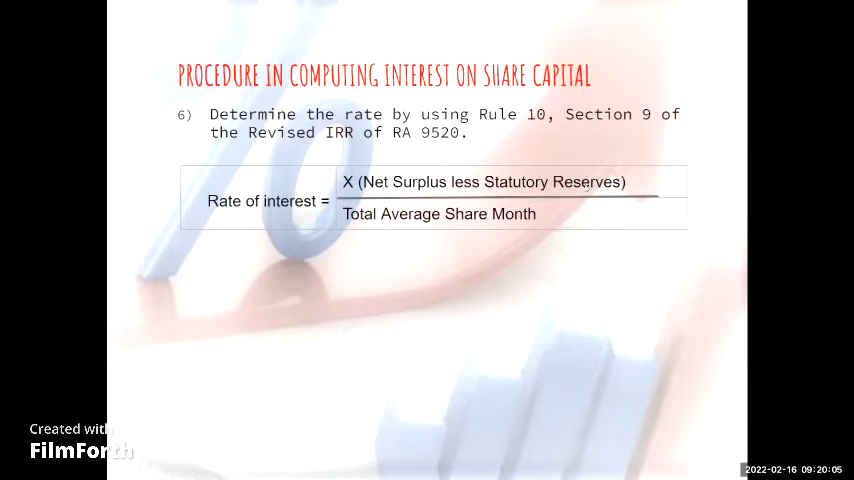 PROCEDURE IN COMPUTING INTEREST ON SHARE CAPITAL
6) Determine the rate by using Rule 10, Section 9 of
the Revised IRR of RA 9520.
X (Net Surplus less Statutory Reserves)
Rate of interest =
Total Average Share Month
Created with
FilmForth
2022-02-16 09:20:05